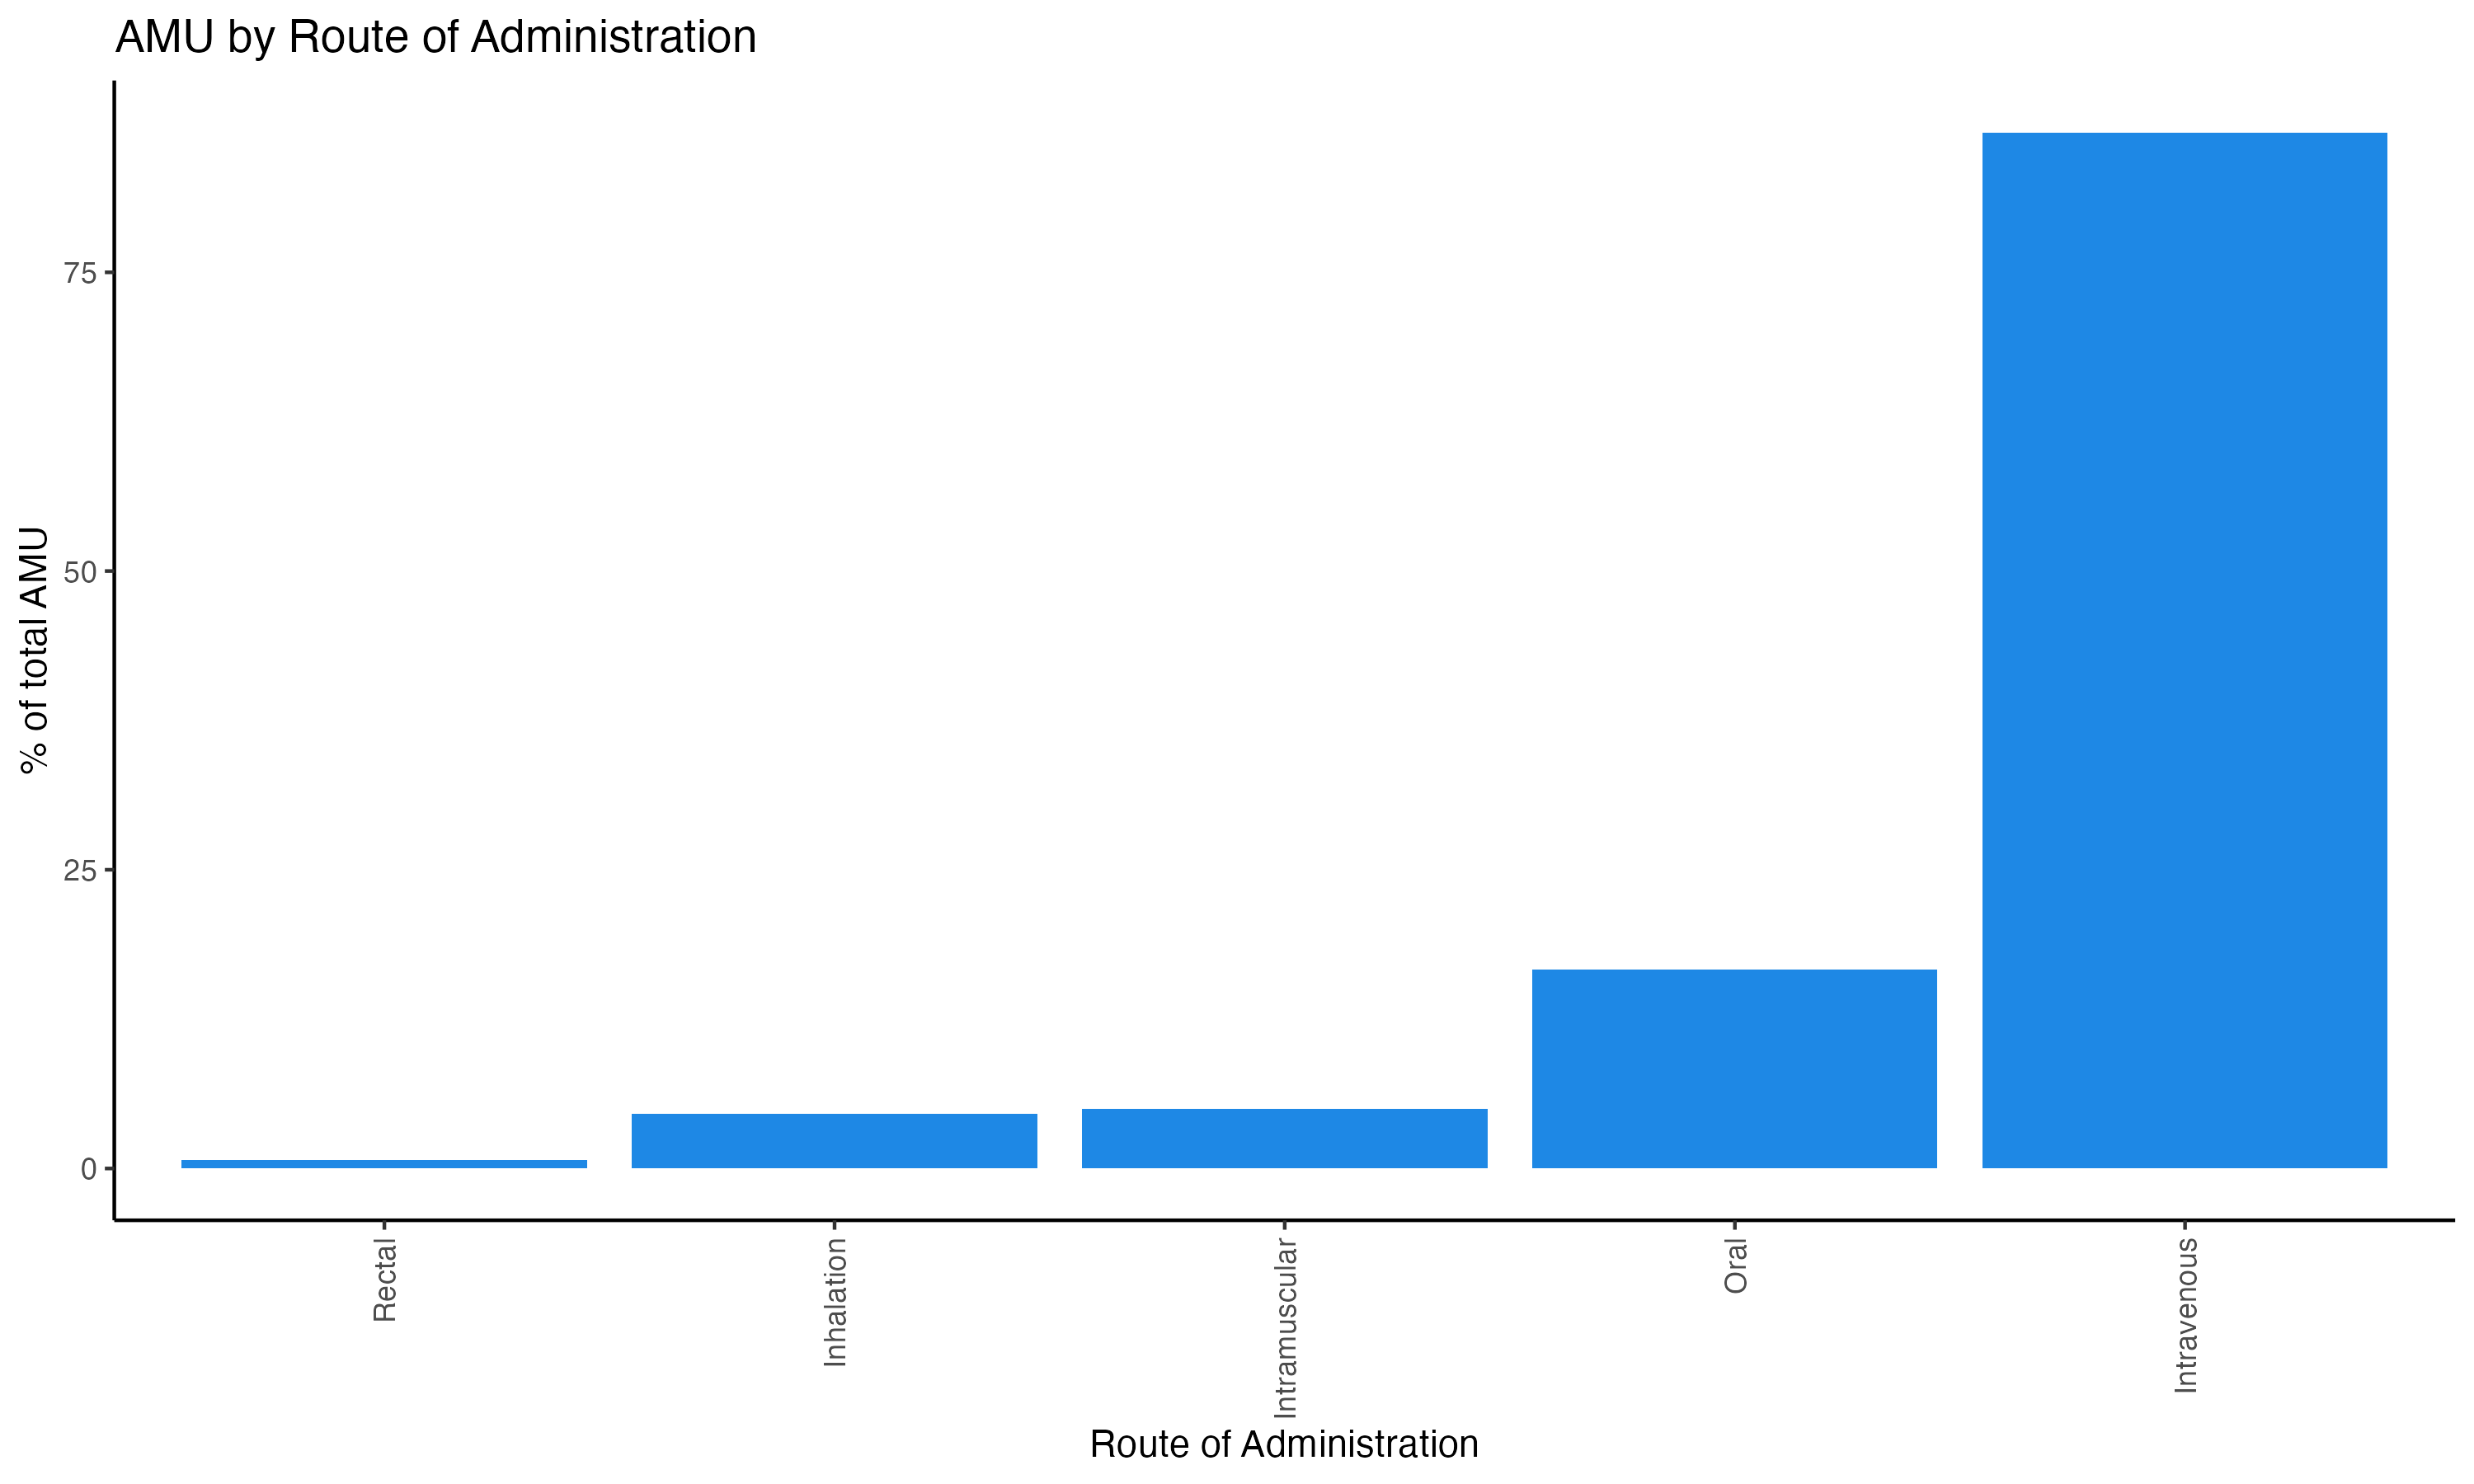 AMU by Route of Administration
% of total AMU
75
50
25
0
Rectal
Inhalation
Intramuscular
Oral
Intravenous
Route of Administration